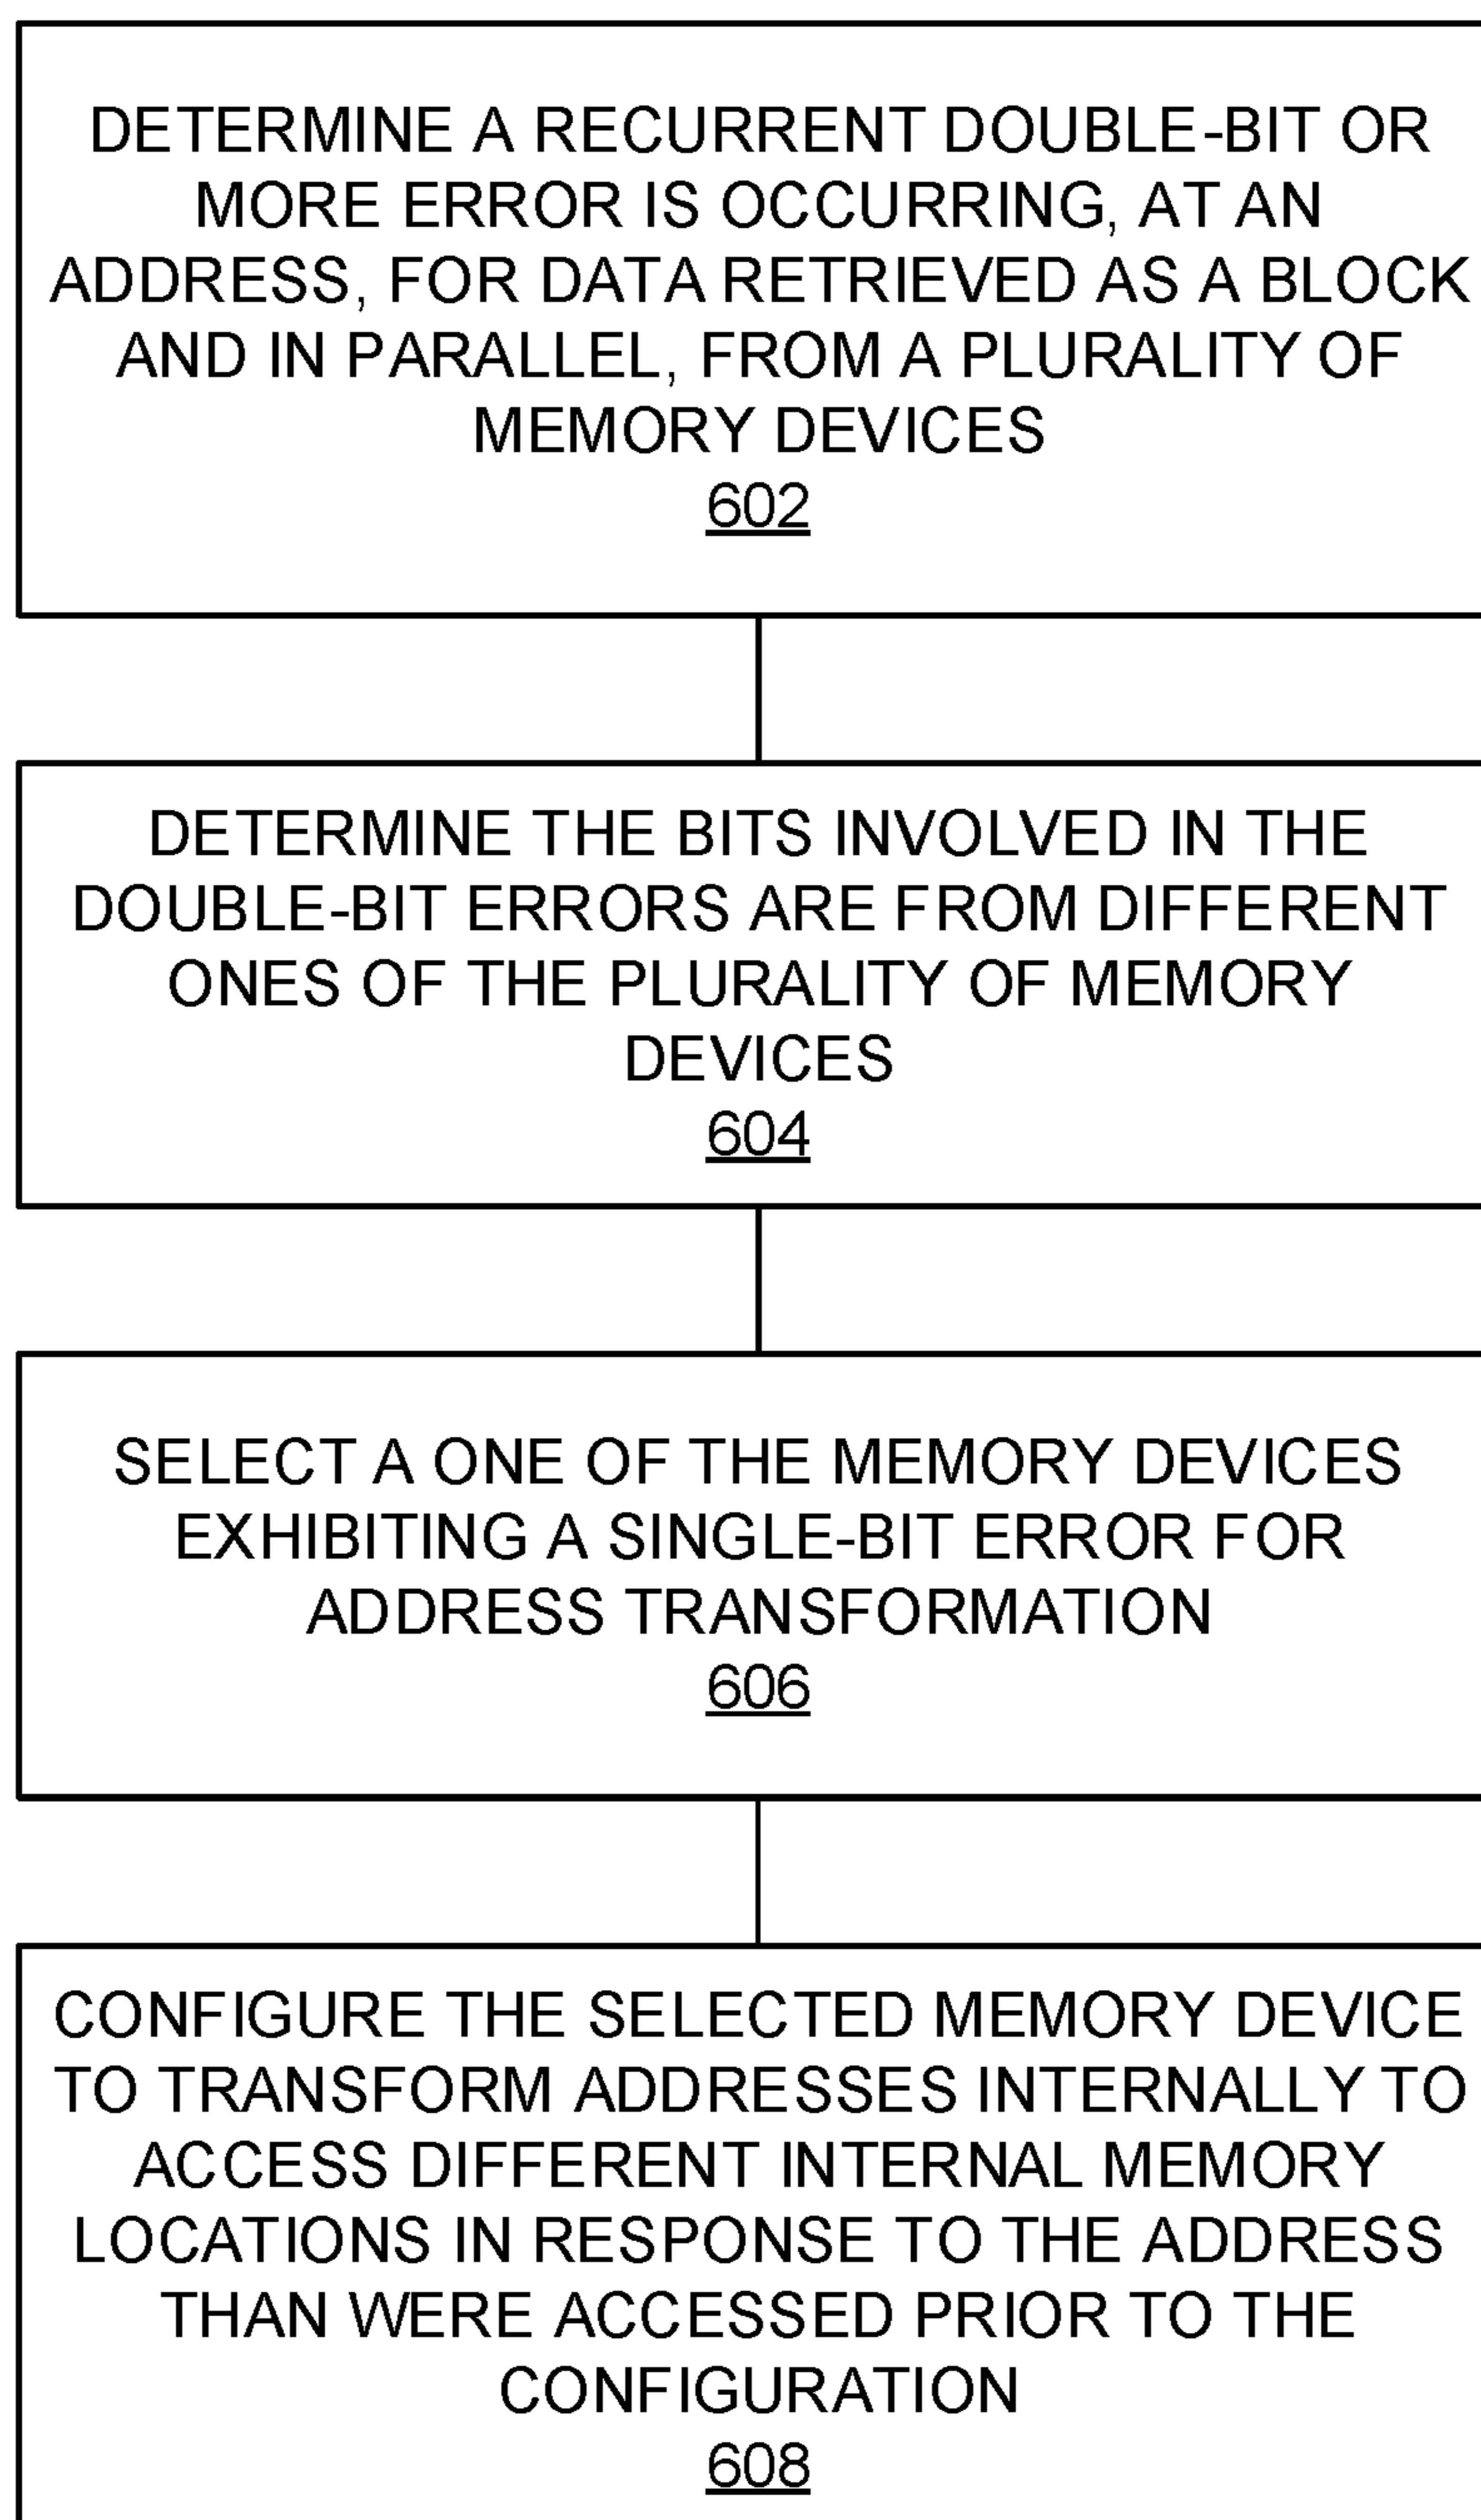 DETERMINE A RECURRENT DOUBLE-BIT OR
MORE ERROR IS OCCURRING, AT AN
ADDRESS, FOR DATA RETRIEVED AS A BLOCK
AND IN PARALLEL, FROM A PLURALITY OF
MEMORY DEVICES
602
DETERMINE THE BITS INVOLVED IN THE
DOUBLE-BIT ERRORS ARE FROM DIFFERENT
ONES OF THE PLURALITY OF MEMORY
DEVICES
604
SELECT A ONE OF THE MEMORY DEVICES
EXHIBITING A SINGLE-BIT ERROR FOR
ADDRESS TRANSFORMATION
606
CONFIGURE THE SELECTED MEMORY DEVICE
TO TRANSFORM ADDRESSES INTERNALLY TO
ACCESS DIFFERENT INTERNAL MEMORY
LOCATIONS IN RESPONSE TO THE ADDRESS
THAN WERE ACCESSED PRIOR TO THE
CONFIGURATION
608